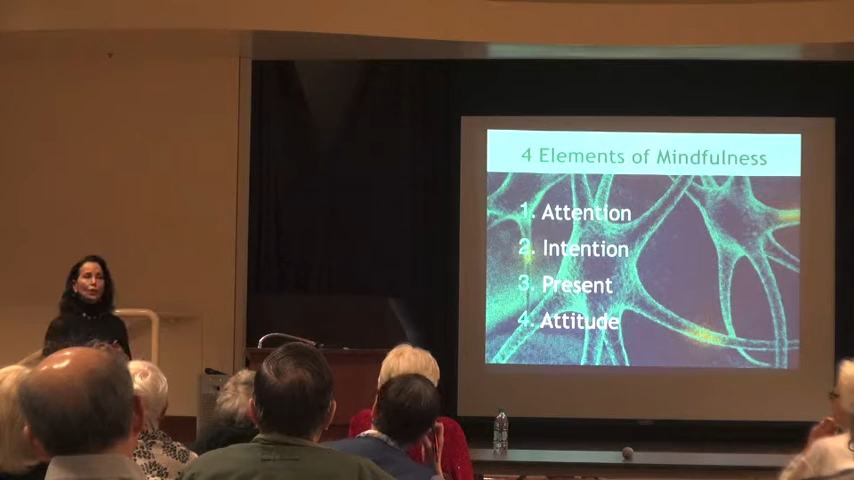 4 Elements of Mindfulness
1. Attention
2. Intention
3. Present
4. Attitude